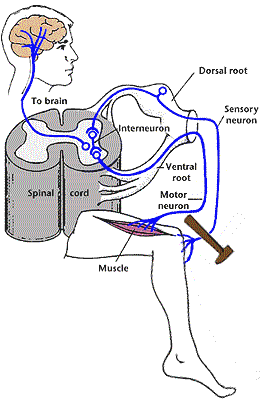 Dorsal root
To brain
Sensory
neuron
Interneuron
Ventral
root
Spinal cord
Motor
neuron
Muscle